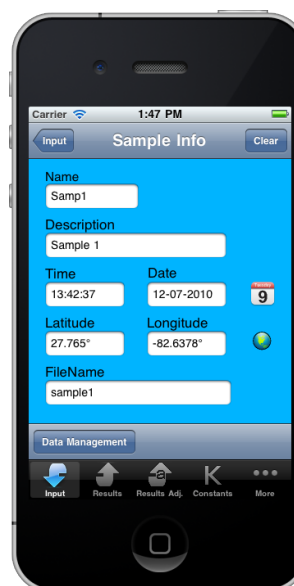 Carrier 1:47 PM
Input Sample Info Clear
Name
Samp1
Description
Sample 1
Time Date
13:42:37 12-07-2010
Tuesday
9
Latitude Longitude
27.765° -82.6378°
FileName
sample1
Data Management
a K
Input Results Results Adj. Constants More